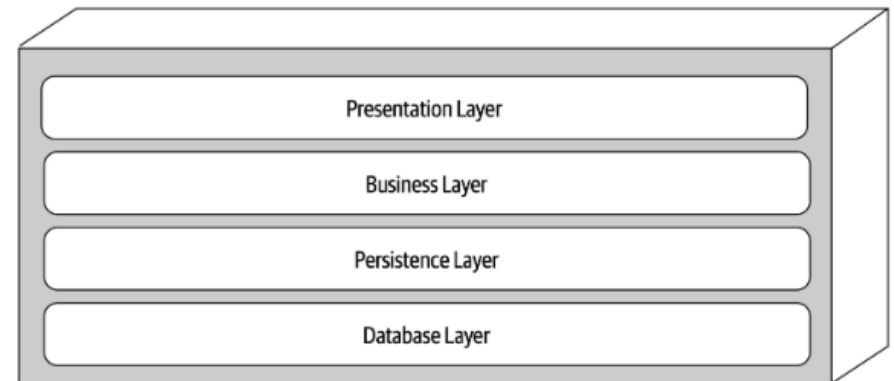 Presentation Layer
Business Layer
Persistence Layer
Database Layer